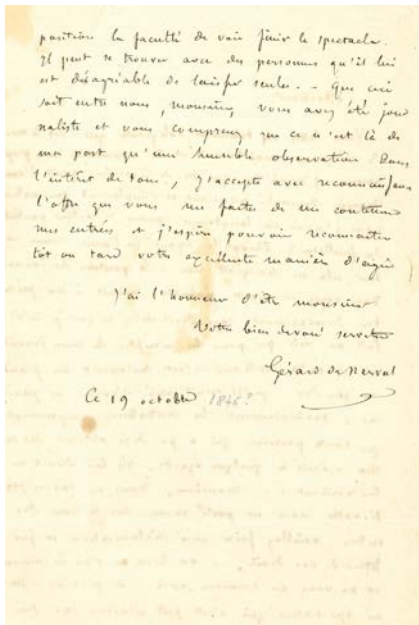 position la faculté de voir finir le spectacle.
Il peut se trouver avec des personnes qu'il lui
est désagréable de laisser seules. – Que ceci
soit entre nous, monsieur, vous avez été jour
naliste et vous comprenez que ce n'est là de
ma part qu'une humble observation dans
l'intérêt de tous, j'accepte avec reconnaissance
l'offre que vous me faites de me continuer
mes entrées et j'espère pouvoir reconnaître
tôt ou tard votre excellente manière d'agir
J'ai l'honneur d'être monsieur
Votre bien dévoué serviteur
Gérard de Nerval
Ce 19 octobre 1846?